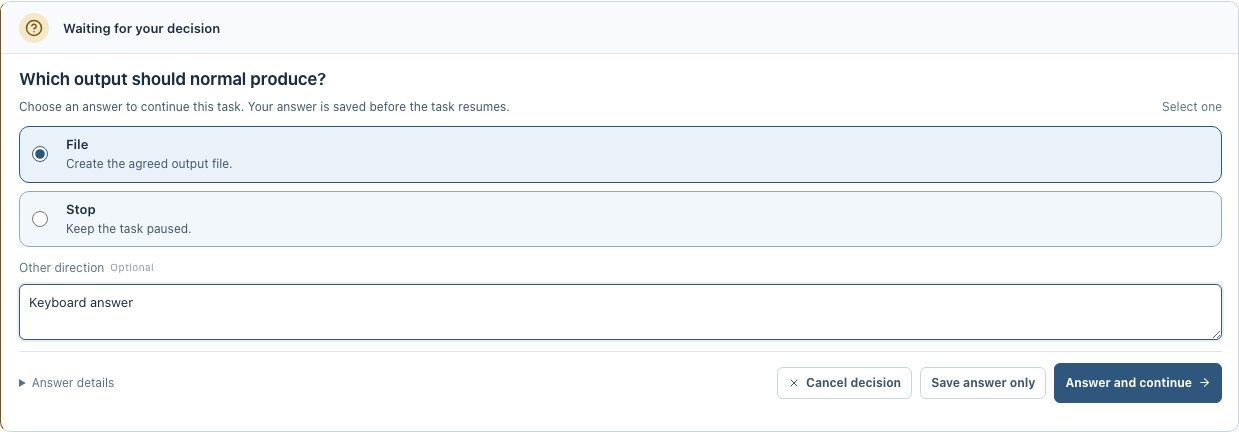 Waiting for your decision
Which output should normal produce?
Choose an answer to continue this task. Your answer is saved before the task resumes.
Select one
File
Create the agreed output file.
Stop
Keep the task paused.
Other direction Optional
Keyboard answer
Answer details
Cancel decision
Save answer only
Answer and continue